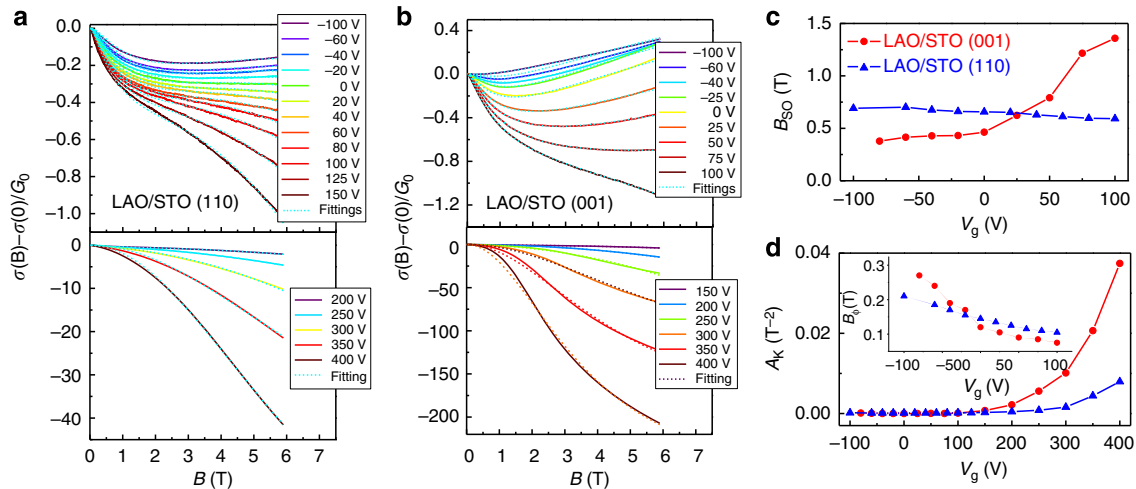 a
σ(B)−σ(0)/G0
0.0
−0.2
−0.4
−0.6
−0.8
−1.0
LAO/STO (110)
−100 V
−60 V
−40 V
−20 V
0 V
20 V
40 V
60 V
80 V
100 V
125 V
150 V
Fittings
0
−10
−20
−30
−40
200 V
250 V
300 V
350 V
400 V
Fitting
0 1 2 3 4 5 6 7
B (T)
b
σ(B)−σ(0)/G0
0.4
0.0
−0.4
−0.8
−1.2
LAO/STO (001)
−100 V
−60 V
−40 V
−25 V
0 V
25 V
50 V
75 V
100 V
Fittings
0
−50
−100
−150
−200
150 V
200 V
250 V
300 V
350 V
400 V
Fitting
0 1 2 3 4 5 6 7
B (T)
c
BSO (T)
1.5
1.0
0.5
0.0
LAO/STO (001)
LAO/STO (110)
−100 −50 0 50 100
Vg (V)
d
AK (T−2)
0.04
0.02
0.00
Bϕ(T)
0.3
0.2
0.1
−100 −500 0 50 100
Vg (V)
−100 0 100 200 300 400
Vg (V)